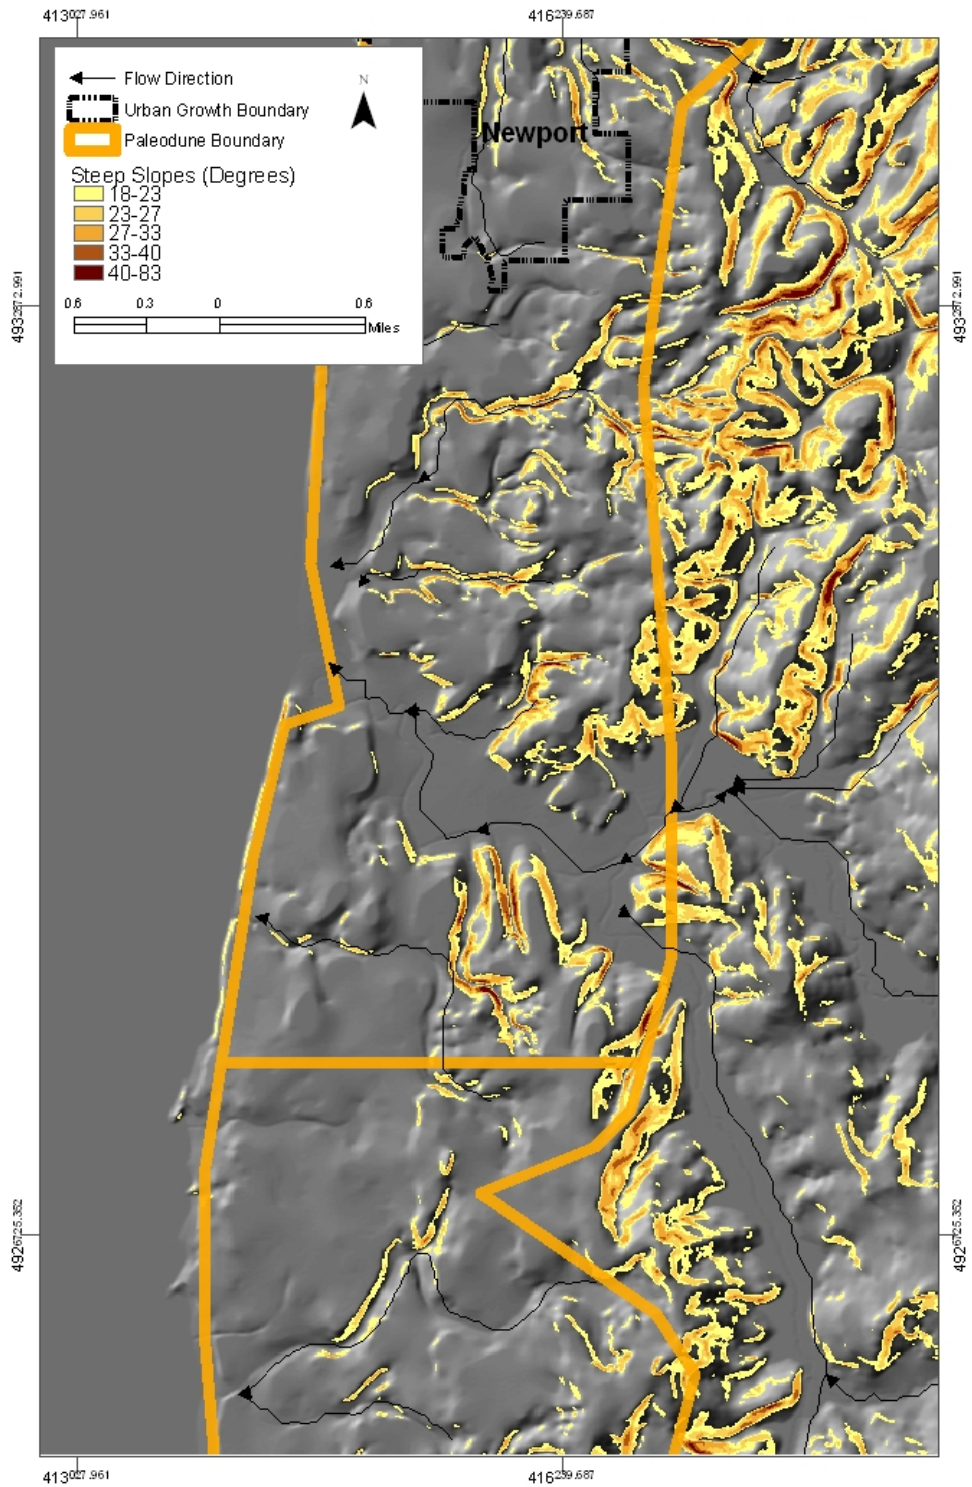 413027.961 416239.687
Flow Direction
N
Urban Growth Boundary
Paleodune Boundary
Newport
Steep Slopes (Degrees)
18-23
23-27
27-33
33-40
40-83
0.6 0.3 0 0.6
Miles
4932872.991 4932872.991
4926725.352 4926725.352
413027.961 416239.687